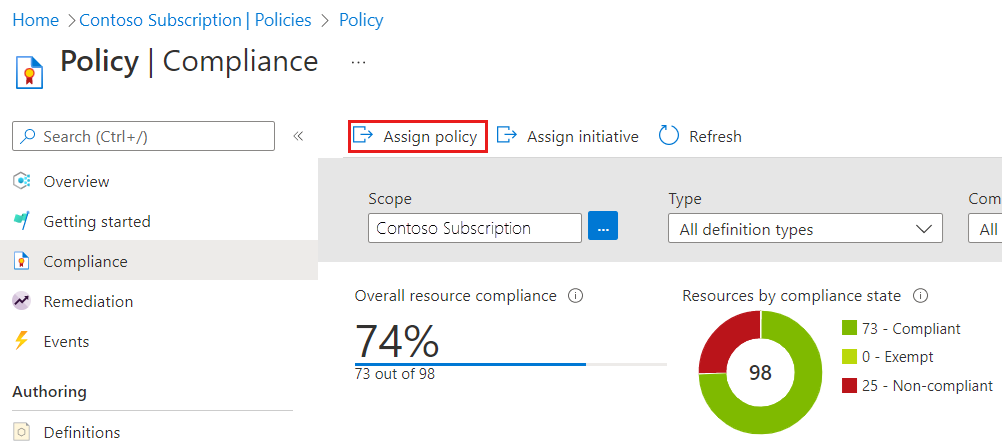 Home > Contoso Subscription | Policies > Policy
Policy | Compliance ...
Search (Ctrl+/) «
Assign policy Assign initiative Refresh
Overview
Getting started
Compliance
Remediation
Events
Authoring
Definitions
Scope Type Com
Contoso Subscription ... All definition types All
Overall resource compliance Resources by compliance state
74%
73 out of 98
98
73 - Compliant
0 - Exempt
25 - Non-compliant